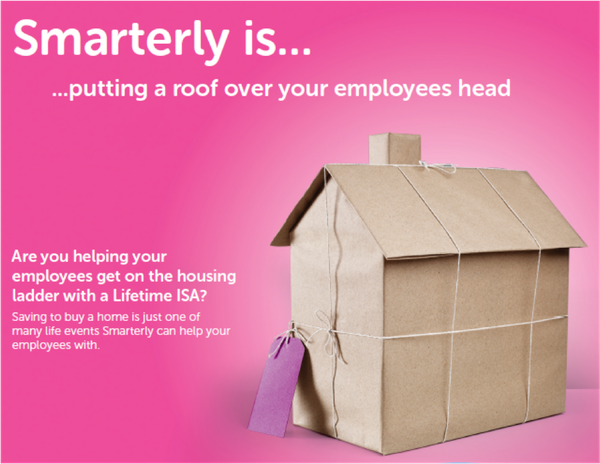 Smarterly is...
...putting a roof over your employees head
Are you helping your
employees get on the housing
ladder with a Lifetime ISA?
Saving to buy a home is just one of
many life events Smarterly can help your
employees with.